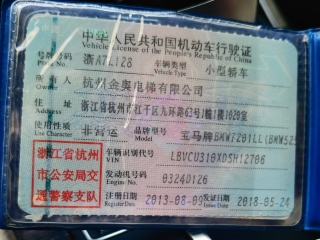 中华人民共和国机动车行驶证
Vehicle License of the People's Republic of China
号牌号码 浙A7L128 车辆类型 小型轿车
Plate No. Vehicle Type
所有人 杭州金奥电梯有限公司
Owner
住址 浙江省杭州市江干区九环路63号1幢1楼1020室
Address
使用性质 非营运 品牌型号 宝马牌BMW7201LL(BMW52
Use Character Model
浙江省杭州市公安局交通警察支队
车辆识别代号 LBVCU310XDSH12706
VIN
发动机号码 03240126
Engine No.
注册日期 2013-08-09 发证日期 2018-05-24
Register Date Issue Date